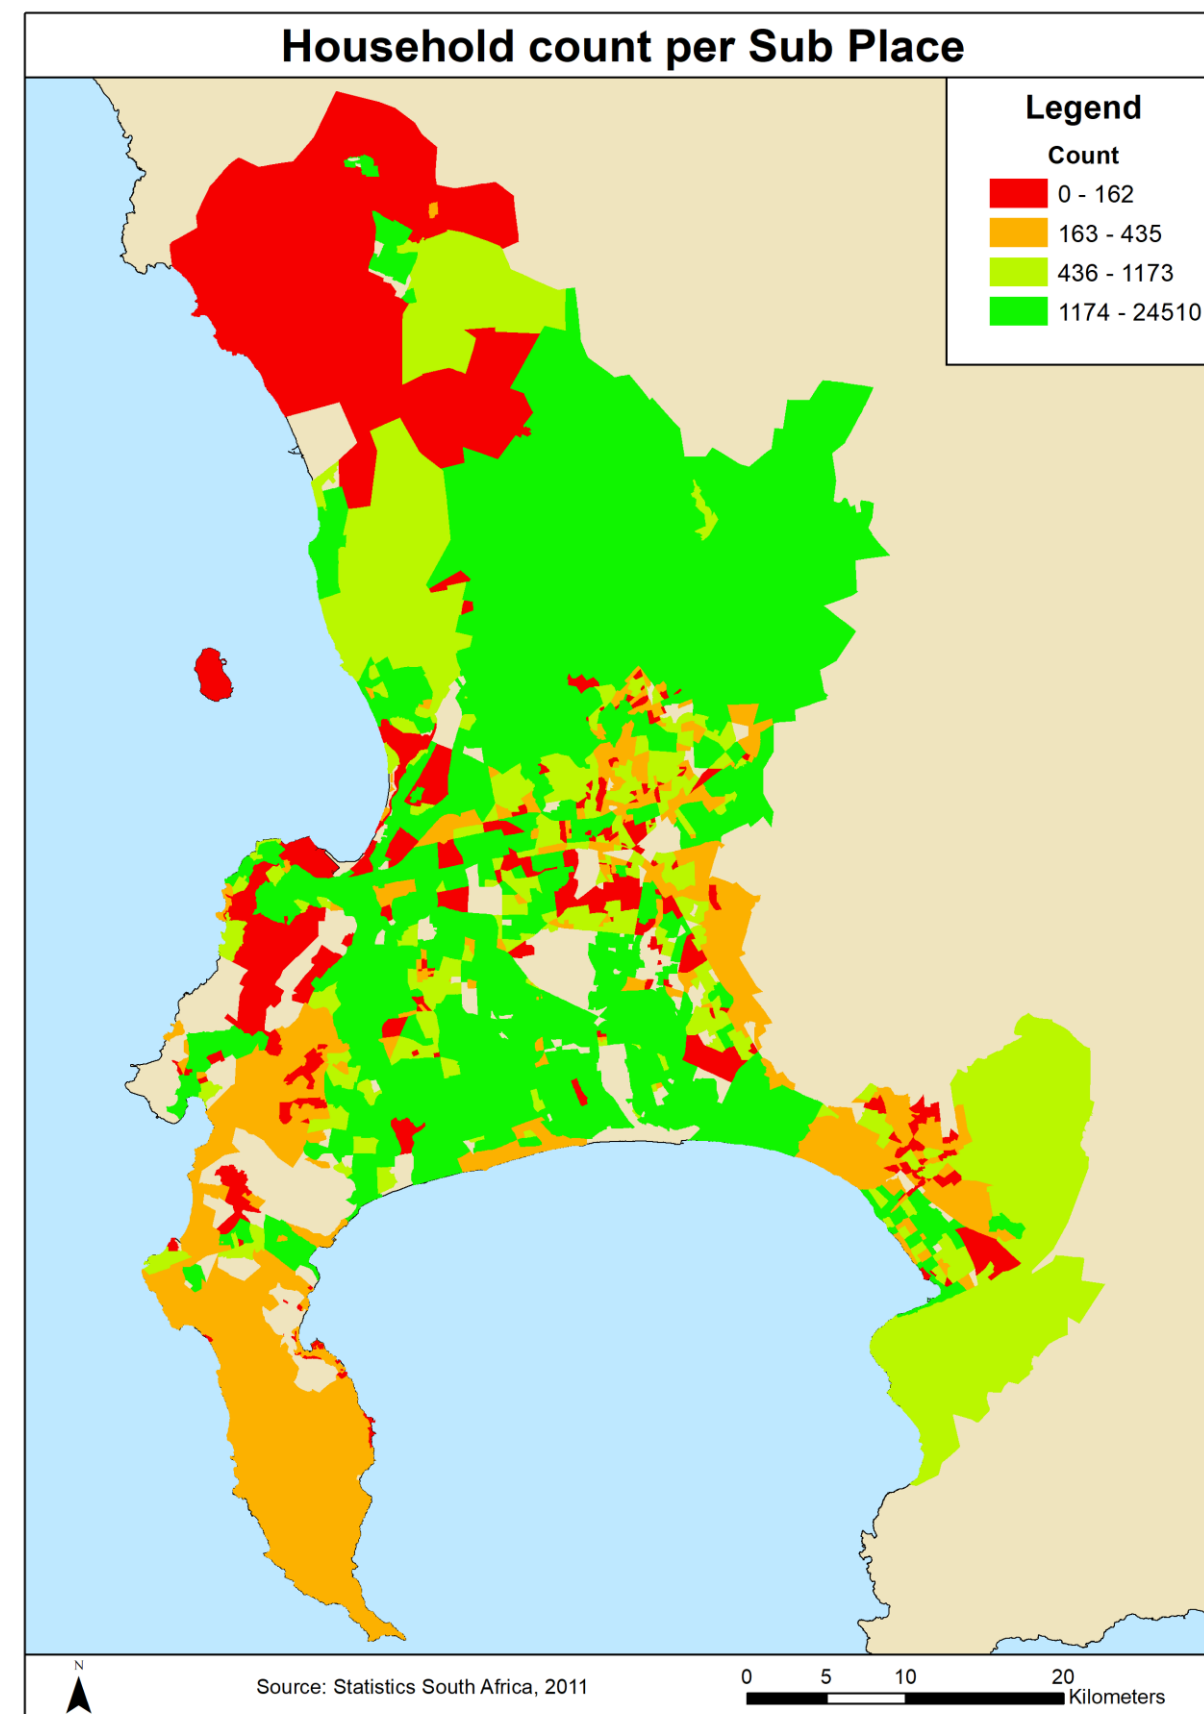 Household count per Sub Place
Legend
Count
0 - 162
163 - 435
436 - 1173
1174 - 24510
N
Source: Statistics South Africa, 2011
0 5 10 20
Kilometers